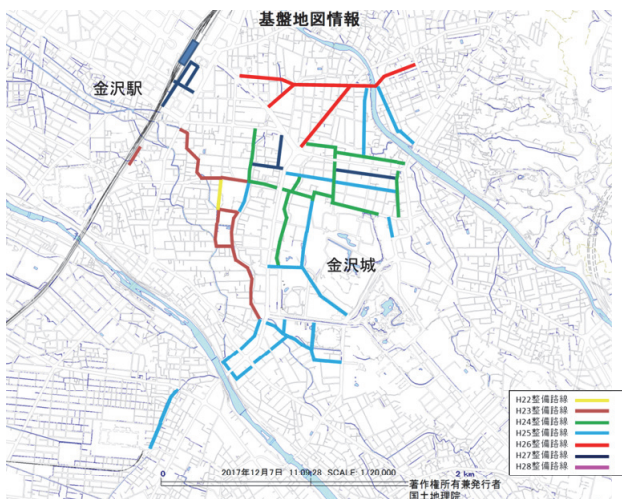 基盤地図情報
金沢駅
金沢城
H22整備路線
H23整備路線
H24整備路線
H25整備路線
H26整備路線
H27整備路線
H28整備路線
2017年12月7日 11:09:28 SCALE: 1/20,000
0
2 km
著作権所有兼発行者
国土地理院